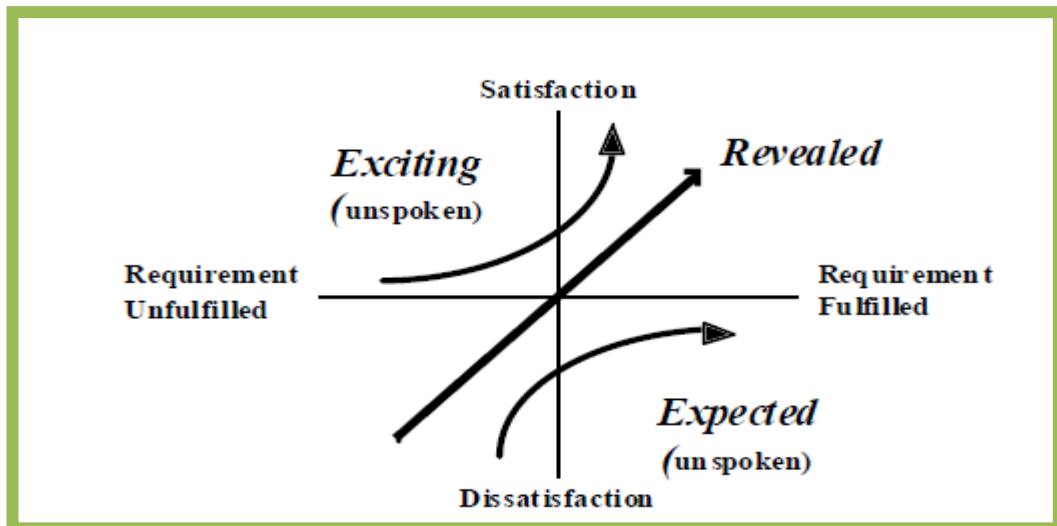 Satisfaction
Exciting
(unspoken)
Revealed
Requirement
Unfulfilled
Requirement
Fulfilled
Expected
(unspoken)
Dissatisfaction